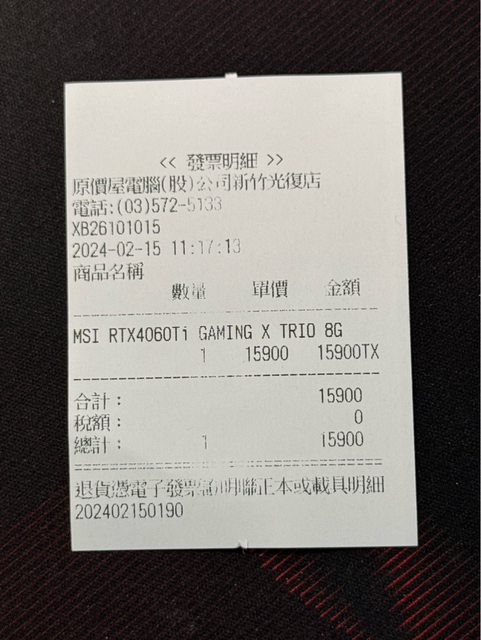 << 發票明細 >>
原價屋電腦(股)公司新竹光復店
電話:(03)572-5133
XB26101015
2024-02-15 11:17:13
商品名稱
數量 單價 金額
MSI RTX4060Ti GAMING X TRIO 8G
1 15900 15900TX
合計: 15900
稅額: 0
總計: 1 15900
退貨憑電子發票證明聯正本或載具明細
202402150190